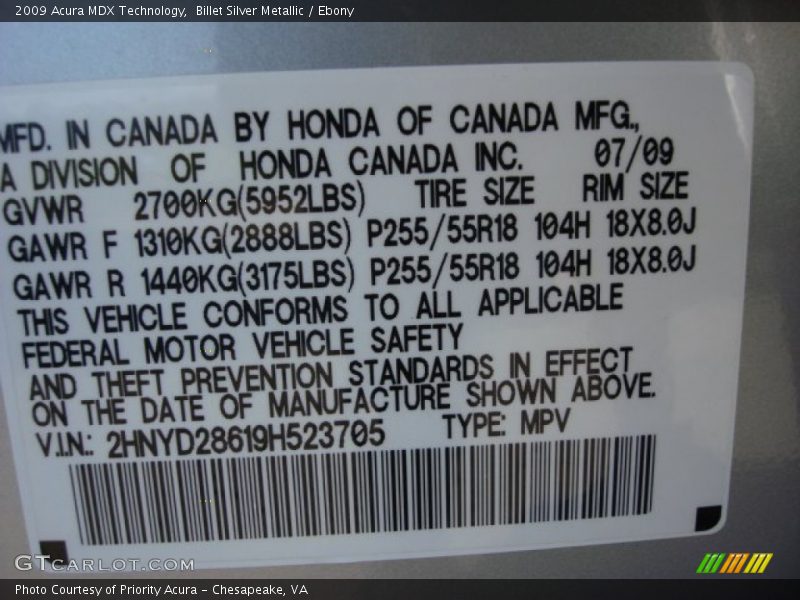 2009 Acura MDX Technology,  Billet Silver Metallic / Ebony
MFD. IN CANADA BY HONDA OF CANADA MFG.,
A DIVISION OF HONDA CANADA INC. 07/09
GVWR 2700KG(5952LBS) TIRE SIZE RIM SIZE
GAWR F 1310KG(2888LBS) P255/55R18 104H 18X8.0J
GAWR R 1440KG(3175LBS) P255/55R18 104H 18X8.0J
THIS VEHICLE CONFORMS TO ALL APPLICABLE
FEDERAL MOTOR VEHICLE SAFETY
AND THEFT PREVENTION STANDARDS IN EFFECT
ON THE DATE OF MANUFACTURE SHOWN ABOVE.
V.I.N.: 2HNYD28619H523705 TYPE: MPV
GTCARLOT.COM
Photo Courtesy of Priority Acura – Chesapeake, VA